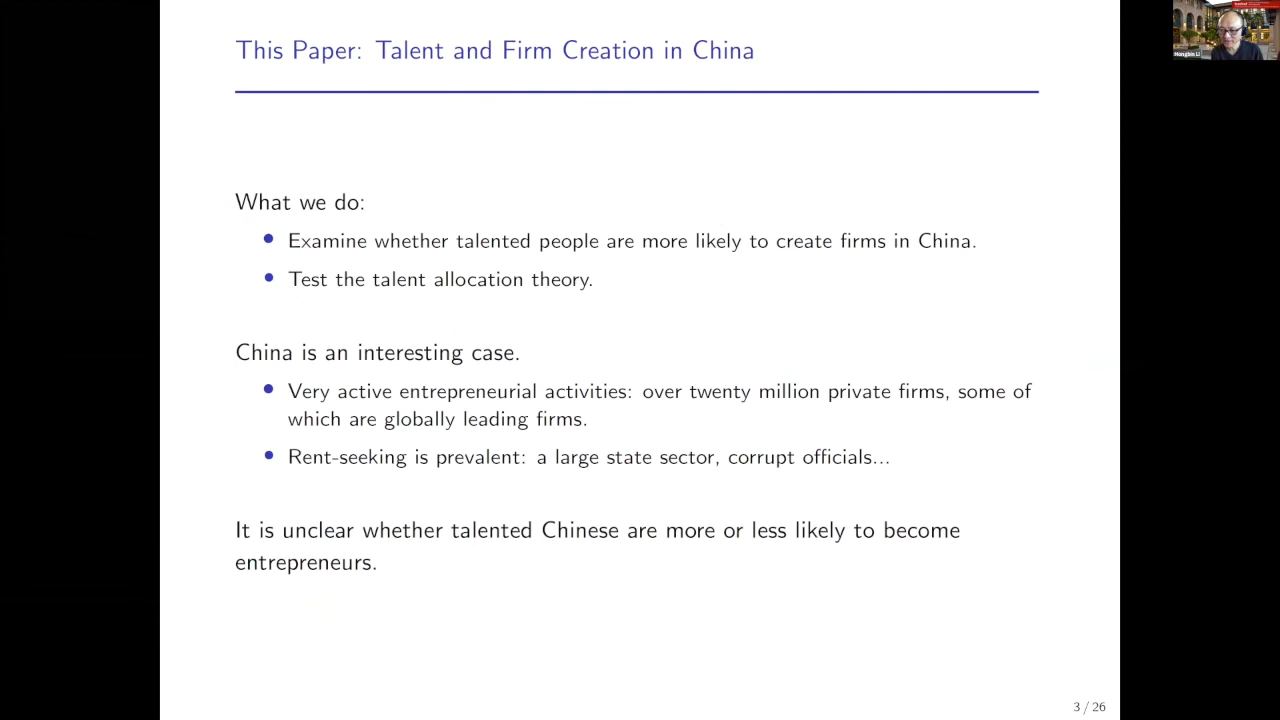 This Paper: Talent and Firm Creation in China
Hongbin Li
What we do:
• Examine whether talented people are more likely to create firms in China.
• Test the talent allocation theory.
China is an interesting case.
• Very active entrepreneurial activities: over twenty million private firms, some of
which are globally leading firms.
• Rent-seeking is prevalent: a large state sector, corrupt officials...
It is unclear whether talented Chinese are more or less likely to become
entrepreneurs.
3 / 26